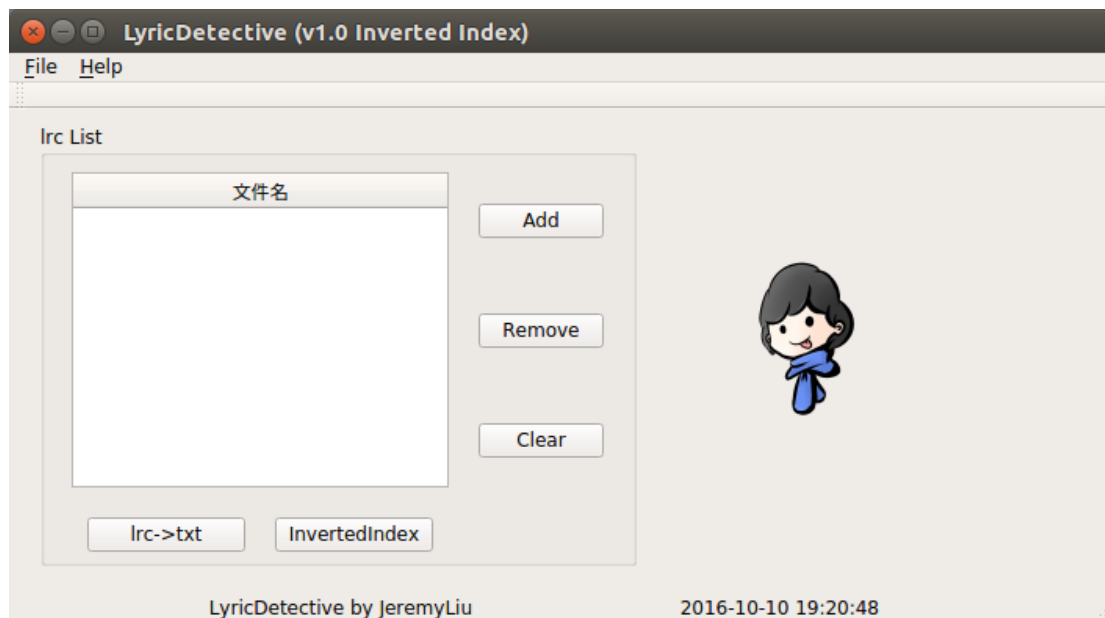 LyricDetective (v1.0 Inverted Index)
File Help
lrc List
文件名
Add
Remove
Clear
lrc->txt InvertedIndex
LyricDetective by JeremyLiu 2016-10-10 19:20:48